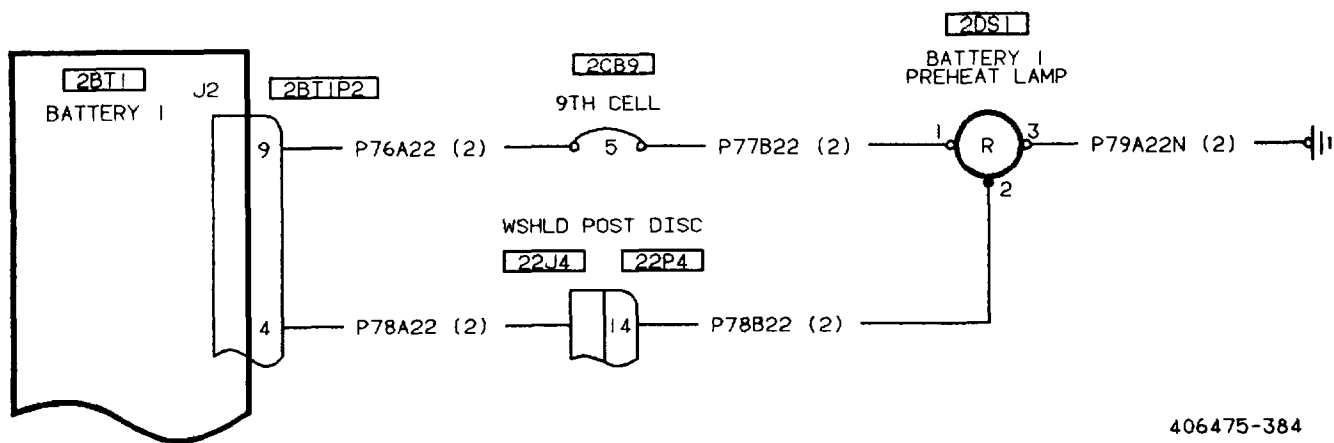 2DS1
BATTERY 1
PREHEAT LAMP
2BT1
BATTERY 1
J2
2BT1P2
2CB9
9TH CELL
9
P76A22 (2)
5
P77B22 (2)
1
R
3
P79A22N (2)
2
WSHLD POST DISC
22J4
22P4
4
P78A22 (2)
14
P78B22 (2)
406475-384